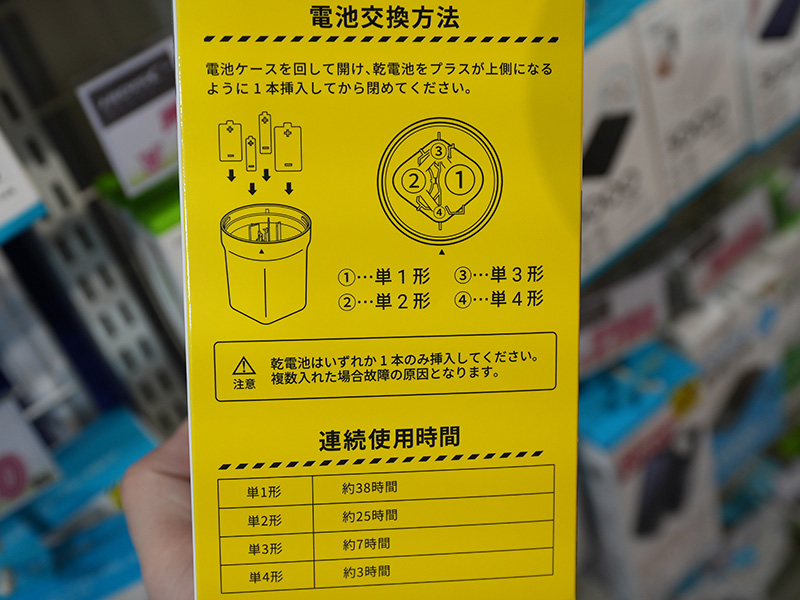 電池交換方法
電池ケースを回して開け、乾電池をプラスが上側になる
ように1本挿入してから閉めてください。
③
② ①
④
①…単1形 ③…単3形
②…単2形 ④…単4形
注意
乾電池はいずれか1本のみ挿入してください。
複数入れた場合故障の原因となります。
連続使用時間
単1形 約38時間
単2形 約25時間
単3形 約7時間
単4形 約3時間